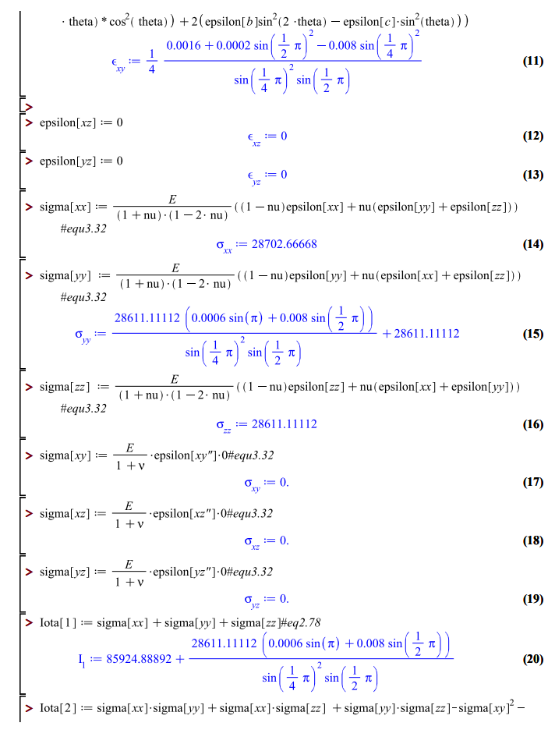 · theta) * cos²( theta)) + 2(epsilon[b]sin²(2 ·theta) − epsilon[c]·sin²(theta)))
ϵ_xy := 1/4 (0.0016 + 0.0002 sin(1/2 π)² − 0.008 sin(1/4 π)²)/(sin(1/4 π)² sin(1/2 π)) (11)
>
> epsilon[xz] := 0
ϵ_xz := 0 (12)
> epsilon[yz] := 0
ϵ_yz := 0 (13)
> sigma[xx] := E/((1 + nu)·(1 − 2· nu)) ((1 − nu)epsilon[xx] + nu(epsilon[yy] + epsilon[zz]))
#equ3.32
σ_xx := 28702.66668 (14)
> sigma[yy] := E/((1 + nu)·(1 − 2· nu)) ((1 − nu)epsilon[yy] + nu(epsilon[xx] + epsilon[zz]))
#equ3.32
σ_yy := 28611.11112 (0.0006 sin(π) + 0.008 sin(1/2 π))/(sin(1/4 π)² sin(1/2 π)) + 28611.11112 (15)
> sigma[zz] := E/((1 + nu)·(1 − 2· nu)) ((1 − nu)epsilon[zz] + nu(epsilon[xx] + epsilon[yy]))
#equ3.32
σ_zz := 28611.11112 (16)
> sigma[xy] := E/(1 + ν) ·epsilon[xy"]·0#equ3.32
σ_xy := 0. (17)
> sigma[xz] := E/(1 + ν) ·epsilon[xz"]·0#equ3.32
σ_xz := 0. (18)
> sigma[yz] := E/(1 + ν) ·epsilon[yz"]·0#equ3.32
σ_yz := 0. (19)
> Iota[1] := sigma[xx] + sigma[yy] + sigma[zz]#eq2.78
I_1 := 85924.88892 + 28611.11112 (0.0006 sin(π) + 0.008 sin(1/2 π))/(sin(1/4 π)² sin(1/2 π)) (20)
> Iota[2] := sigma[xx]·sigma[yy] + sigma[xx]·sigma[zz] + sigma[yy]·sigma[zz]−sigma[xy]² −